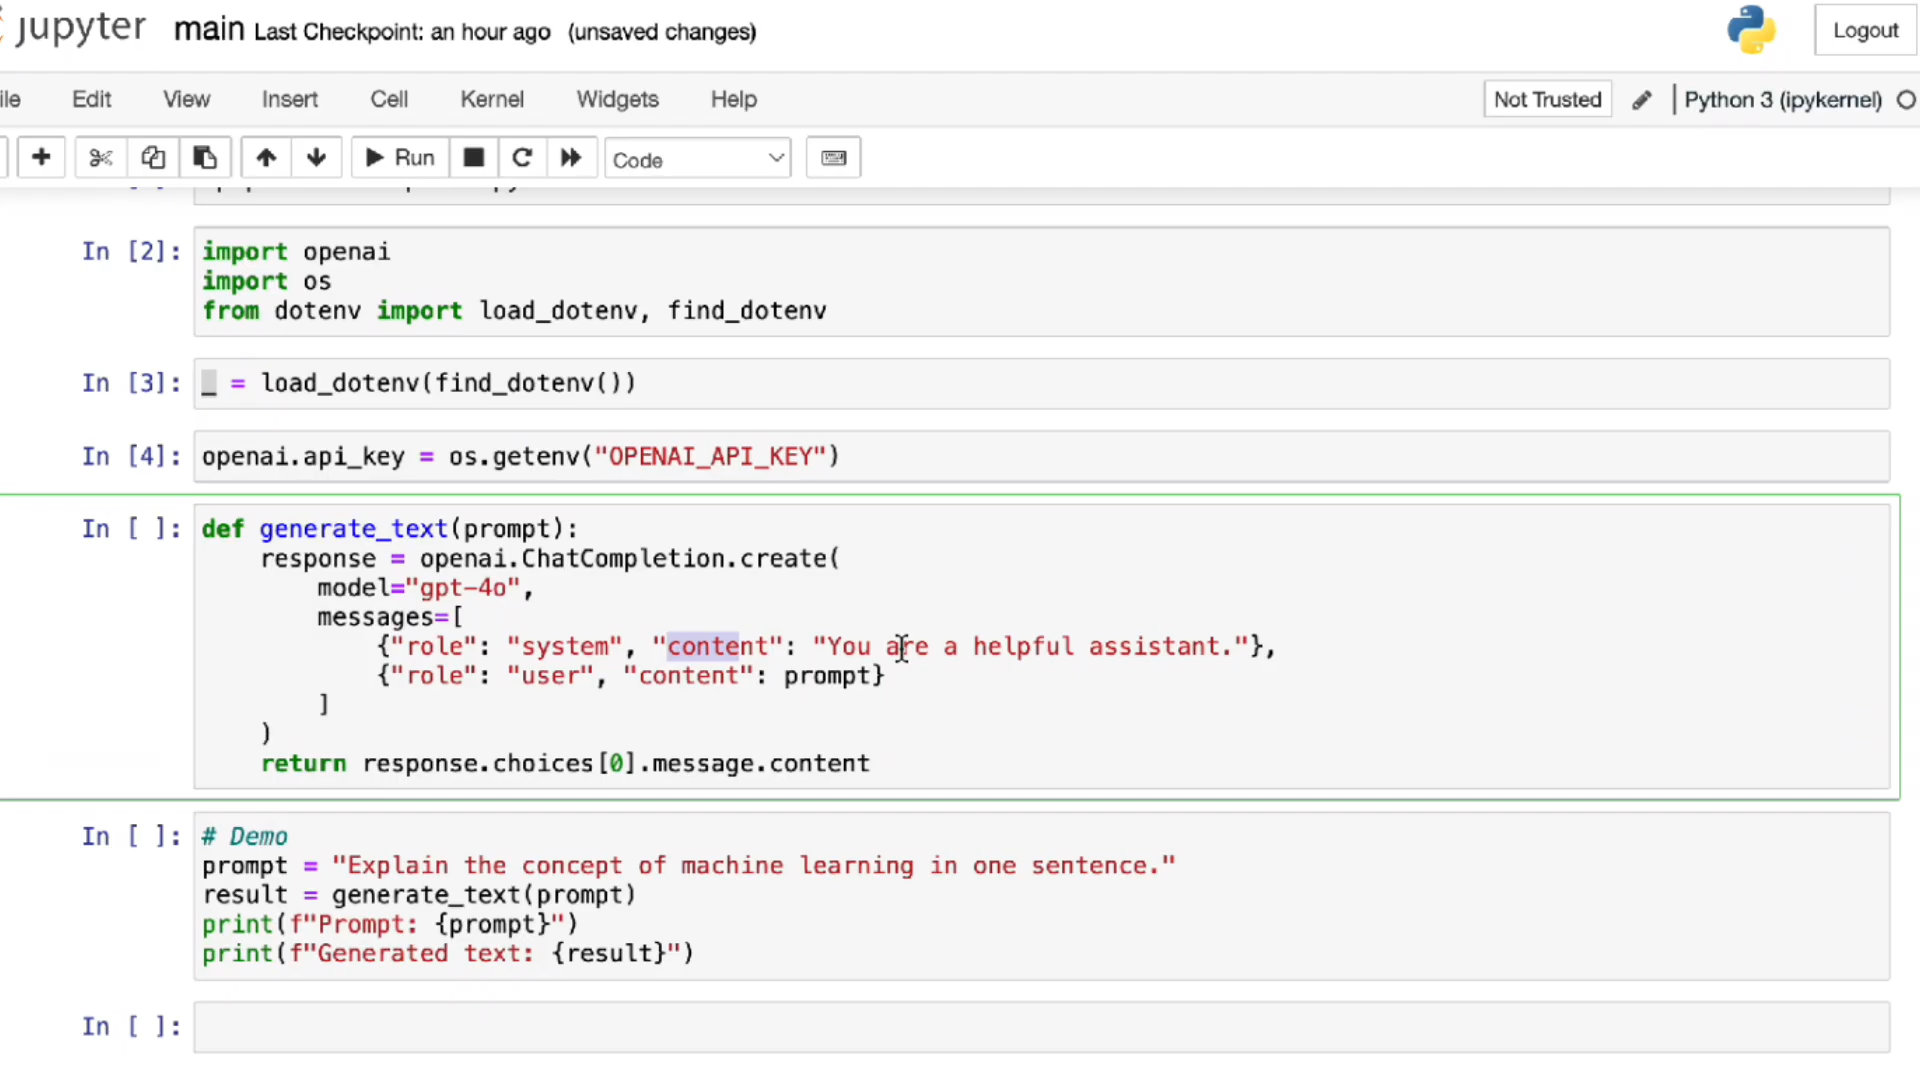 jupyter main Last Checkpoint: an hour ago (unsaved changes) Logout
ile Edit View Insert Cell Kernel Widgets Help Not Trusted Python 3 (ipykernel)
Run Code
In [2]: import openai
import os
from dotenv import load_dotenv, find_dotenv
In [3]: _ = load_dotenv(find_dotenv())
In [4]: openai.api_key = os.getenv("OPENAI_API_KEY")
In [ ]: def generate_text(prompt):
response = openai.ChatCompletion.create(
model="gpt-4o",
messages=[
{"role": "system", "content": "You are a helpful assistant."},
{"role": "user", "content": prompt}
]
)
return response.choices[0].message.content
In [ ]: # Demo
prompt = "Explain the concept of machine learning in one sentence."
result = generate_text(prompt)
print(f"Prompt: {prompt}")
print(f"Generated text: {result}")
In [ ]: